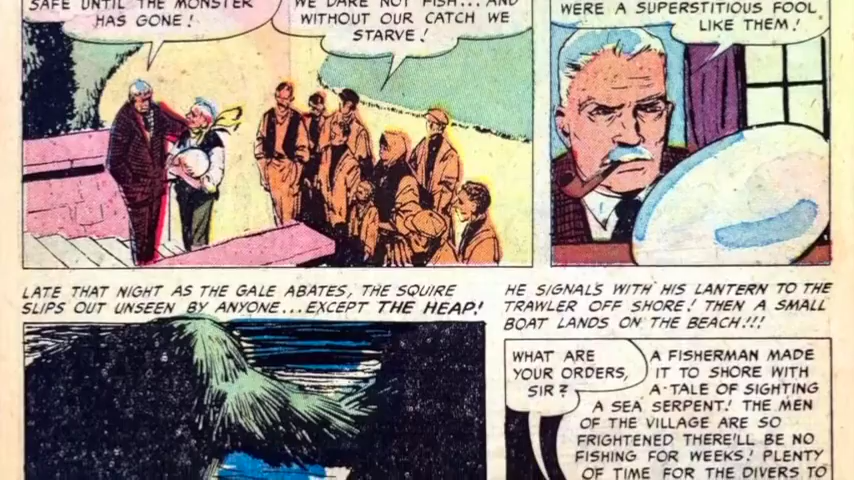 SAFE UNTIL THE MONSTER
HAS GONE!
WE DARE NOT FISH... AND
WITHOUT OUR CATCH WE
STARVE!
WERE A SUPERSTITIOUS FOOL
LIKE THEM!
LATE THAT NIGHT AS THE GALE ABATES, THE SQUIRE
SLIPS OUT UNSEEN BY ANYONE... EXCEPT THE HEAP!
HE SIGNALS WITH HIS LANTERN TO THE
TRAWLER OFF SHORE! THEN A SMALL
BOAT LANDS ON THE BEACH!!!
WHAT ARE
YOUR ORDERS,
SIR?
A FISHERMAN MADE
IT TO SHORE WITH
A TALE OF SIGHTING
A SEA SERPENT! THE MEN
OF THE VILLAGE ARE SO
FRIGHTENED THERE'LL BE NO
FISHING FOR WEEKS! PLENTY
OF TIME FOR THE DIVERS TO